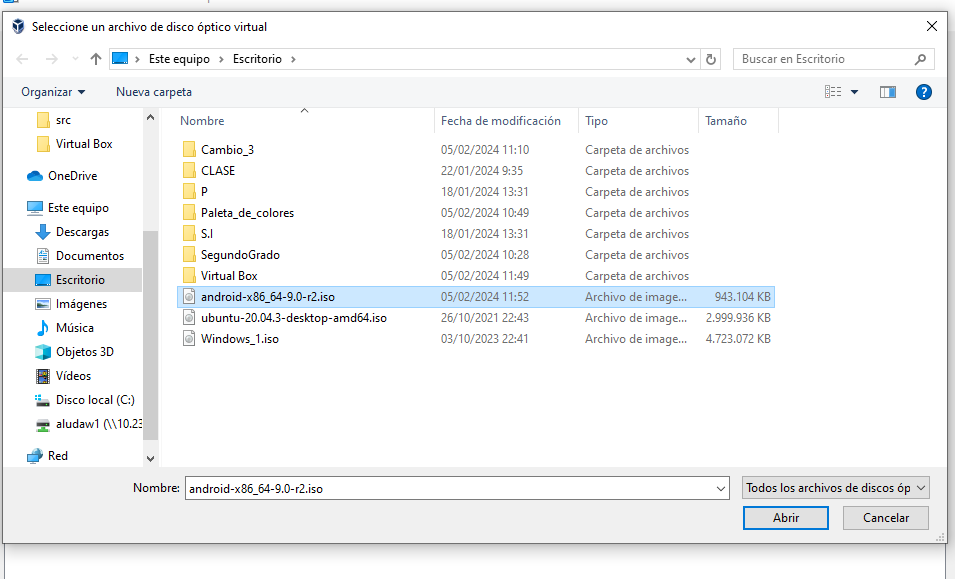 Seleccione un archivo de disco óptico virtual
Este equipo > Escritorio >
Buscar en Escritorio
Organizar Nueva carpeta
src
Virtual Box
OneDrive
Este equipo
Descargas
Documentos
Escritorio
Imágenes
Música
Objetos 3D
Vídeos
Disco local (C:)
aludaw1 (\\10.23
Red
Nombre Fecha de modificación Tipo Tamaño
Cambio_3 05/02/2024 11:10 Carpeta de archivos
CLASE 22/01/2024 9:35 Carpeta de archivos
P 18/01/2024 13:31 Carpeta de archivos
Paleta_de_colores 05/02/2024 10:49 Carpeta de archivos
S.I 18/01/2024 13:31 Carpeta de archivos
SegundoGrado 05/02/2024 10:28 Carpeta de archivos
Virtual Box 05/02/2024 11:49 Carpeta de archivos
android-x86_64-9.0-r2.iso 05/02/2024 11:52 Archivo de image... 943.104 KB
ubuntu-20.04.3-desktop-amd64.iso 26/10/2021 22:43 Archivo de image... 2.999.936 KB
Windows_1.iso 03/10/2023 22:41 Archivo de image... 4.723.072 KB
Nombre: android-x86_64-9.0-r2.iso
Todos los archivos de discos óp
Abrir Cancelar